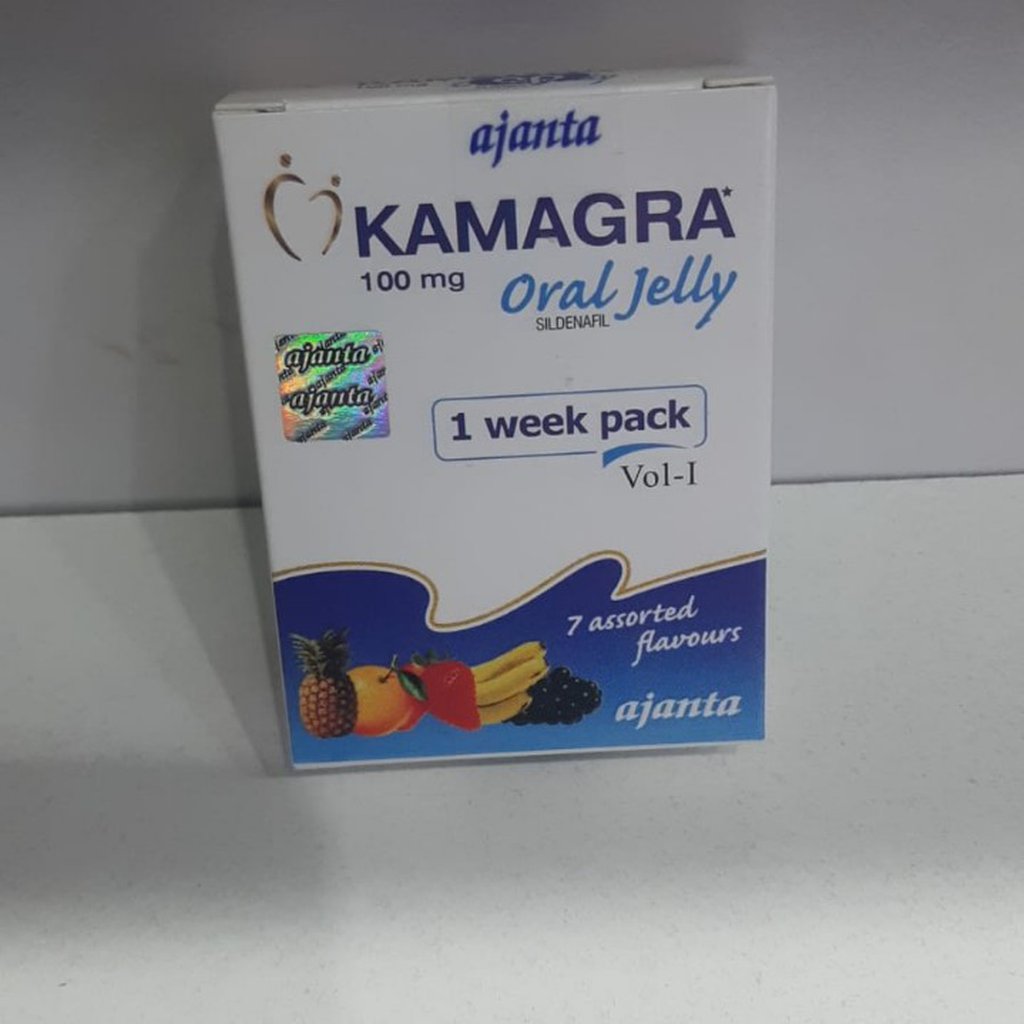 ajanta
KAMAGRA*
100 mg
Oral Jelly
SILDENAFIL
ajanta
ajanta
1 week pack
Vol-I
7 assorted
flavours
ajanta